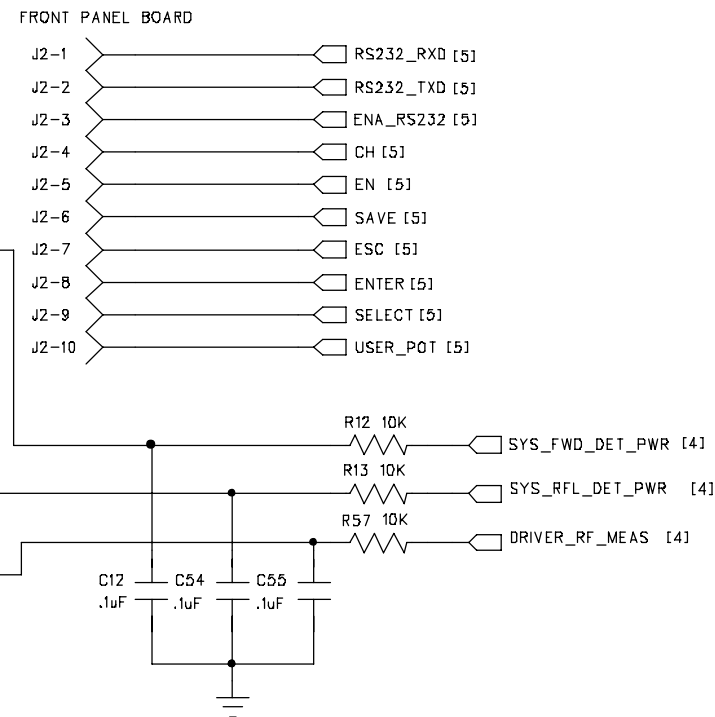 FRONT PANEL BOARD
J2-1 RS232_RXD [5]
J2-2 RS232_TXD [5]
J2-3 ENA_RS232 [5]
J2-4 CH [5]
J2-5 EN [5]
J2-6 SAVE [5]
J2-7 ESC [5]
J2-8 ENTER [5]
J2-9 SELECT [5]
J2-10 USER_POT [5]
R12 10K
SYS_FWD_DET_PWR [4]
R13 10K
SYS_RFL_DET_PWR [4]
R57 10K
DRIVER_RF_MEAS [4]
C12 C54 C55
.1uF .1uF .1uF